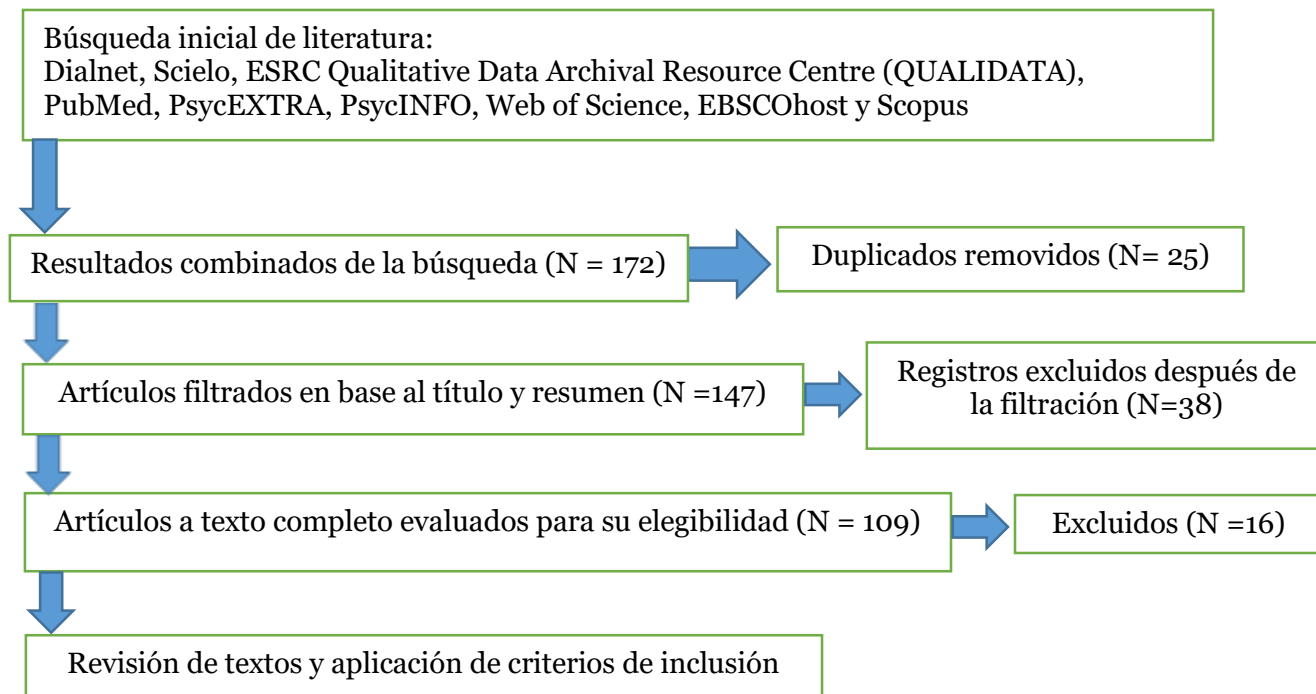 Búsqueda inicial de literatura:
Dialnet, Scielo, ESRC Qualitative Data Archival Resource Centre (QUALIDATA),
PubMed, PsycEXTRA, PsycINFO, Web of Science, EBSCOhost y Scopus
Resultados combinados de la búsqueda (N = 172)
Duplicados removidos (N= 25)
Artículos filtrados en base al título y resumen (N =147)
Registros excluidos después de
la filtración (N=38)
Artículos a texto completo evaluados para su elegibilidad (N = 109)
Excluidos (N =16)
Revisión de textos y aplicación de criterios de inclusión